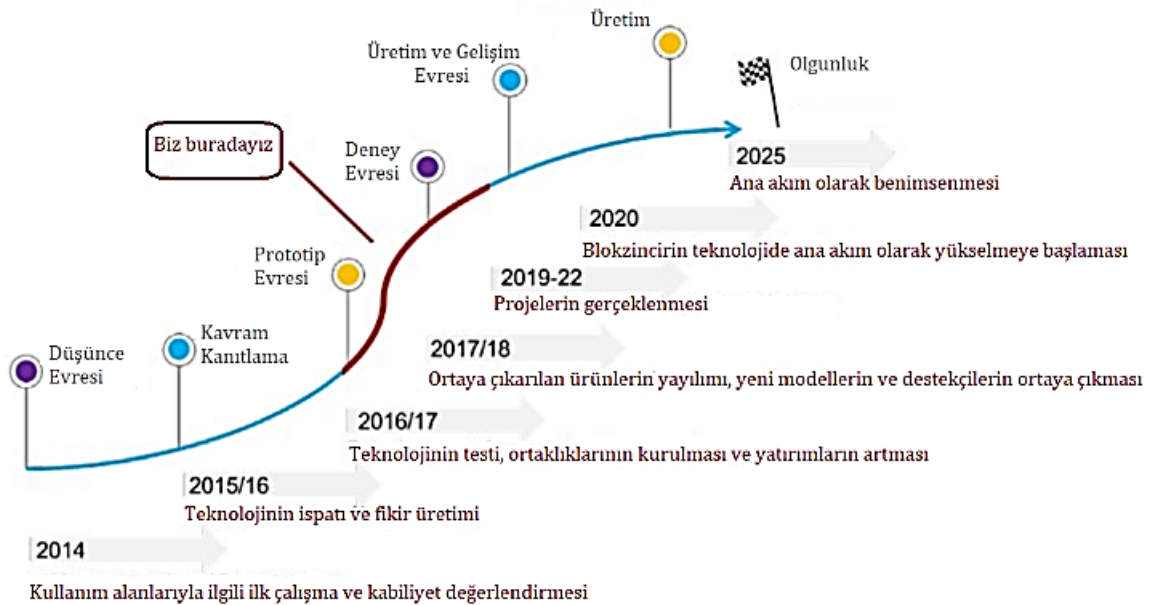 Üretim
Üretim ve Gelişim
Evresi
Olgunluk
Biz buradayız
Deney
Evresi
2025
Ana akım olarak benimsenmesi
2020
Blokzincirin teknolojide ana akım olarak yükselmeye başlaması
Prototip
Evresi
2019-22
Projelerin gerçeklenmesi
Kavram
Kanıtlama
2017/18
Ortaya çıkarılan ürünlerin yayılımı, yeni modellerin ve destekçilerin ortaya çıkması
Düşünce
Evresi
2016/17
Teknolojinin testi, ortaklıklarının kurulması ve yatırımların artması
2015/16
Teknolojinin ispatı ve fikir üretimi
2014
Kullanım alanlarıyla ilgili ilk çalışma ve kabiliyet değerlendirmesi